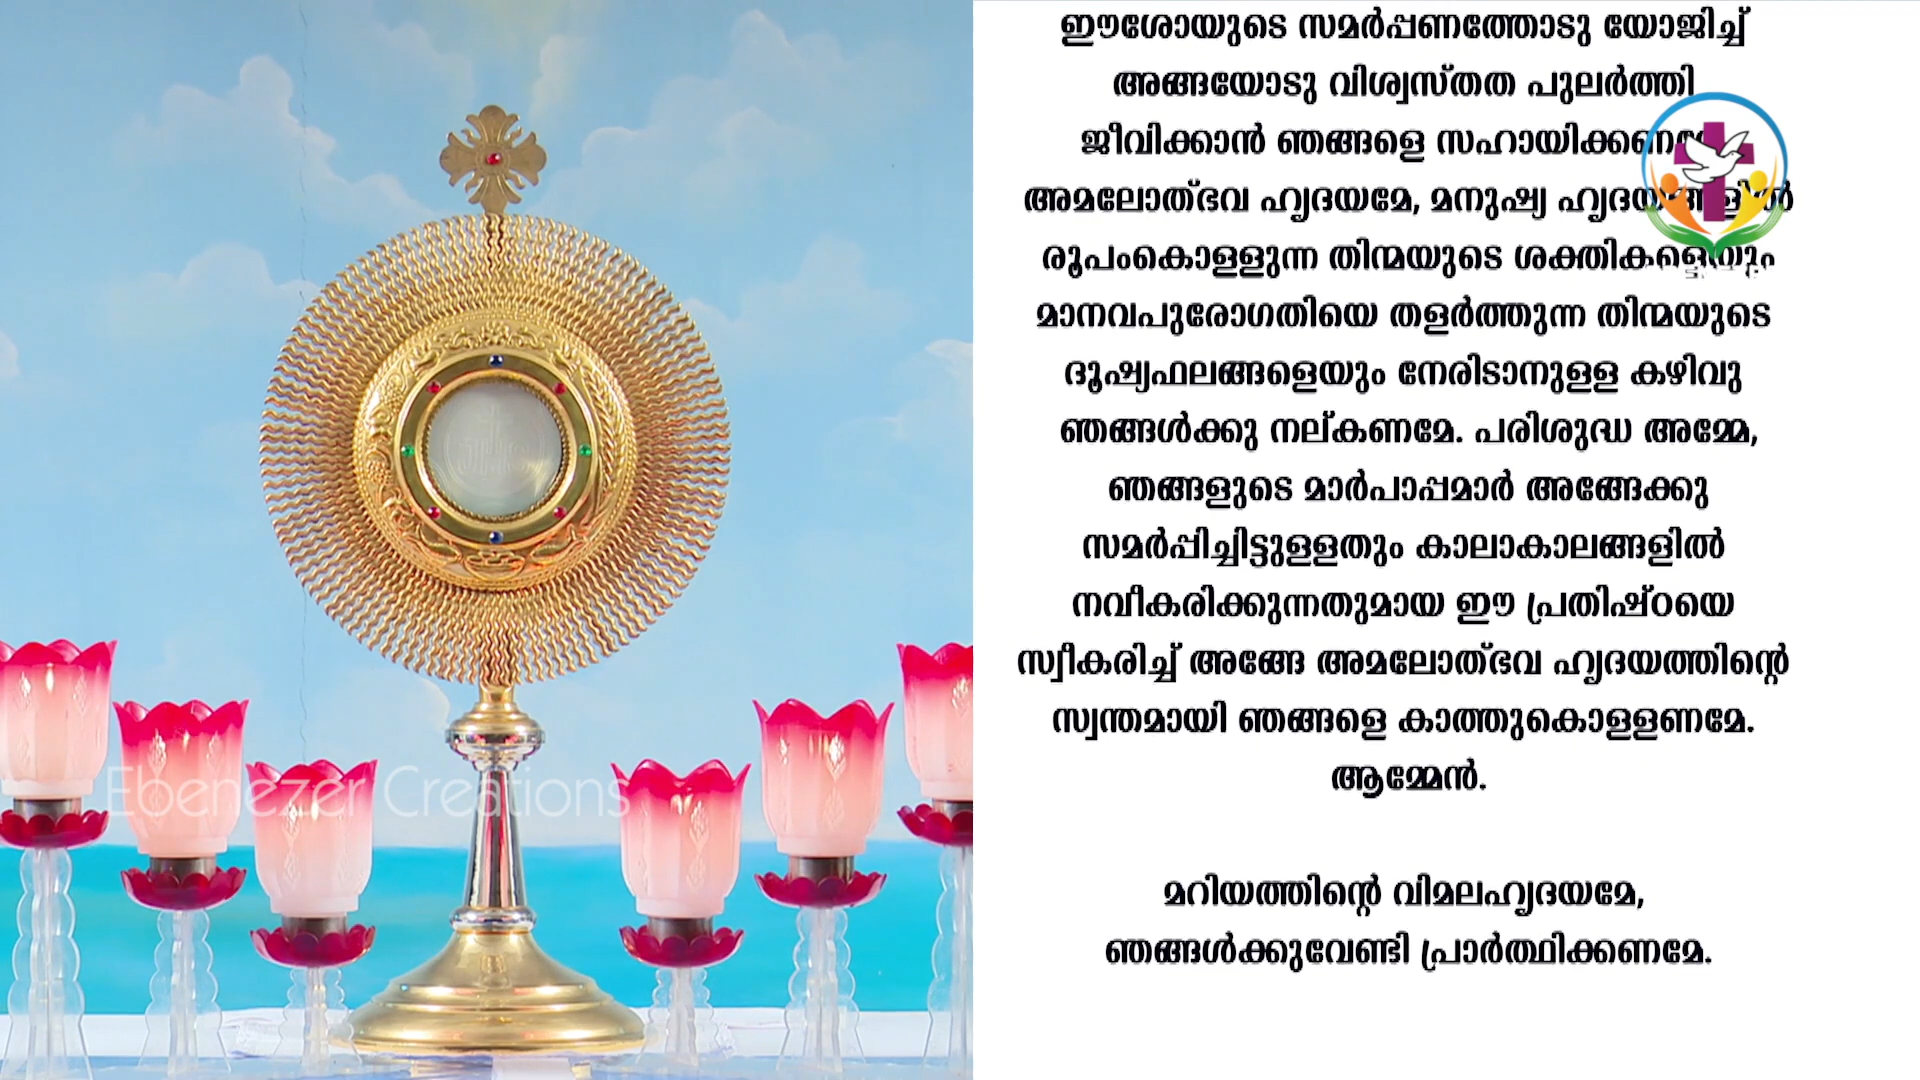 ഈശോയുടെ സമർപ്പണത്തോടു യോജിച്ച്
അങ്ങയോടു വിശ്വസ്തത പുലർത്തി
ജീവിക്കാൻ ഞങ്ങളെ സഹായിക്കണമേ.
അമലോത്ഭവ ഹൃദയമേ, മനുഷ്യ ഹൃദയങ്ങളിൽ
രൂപംകൊള്ളുന്ന തിന്മയുടെ ശക്തികളെയും
മാനവപുരോഗതിയെ തളർത്തുന്ന തിന്മയുടെ
ദൂഷ്യഫലങ്ങളെയും നേരിടാനുള്ള കഴിവു
ഞങ്ങൾക്കു നല്കണമേ. പരിശുദ്ധ അമ്മേ,
ഞങ്ങളുടെ മാർപാപ്പമാർ അങ്ങേക്കു
സമർപ്പിച്ചിട്ടുള്ളതും കാലാകാലങ്ങളിൽ
നവീകരിക്കുന്നതുമായ ഈ പ്രതിഷ്ഠയെ
സ്വീകരിച്ച് അങ്ങേ അമലോത്ഭവ ഹൃദയത്തിന്റെ
സ്വന്തമായി ഞങ്ങളെ കാത്തുകൊള്ളണമേ.
ആമ്മേൻ.
മറിയത്തിന്റെ വിമലഹൃദയമേ,
ഞങ്ങൾക്കുവേണ്ടി പ്രാർത്ഥിക്കണമേ.
Ebenezer Creations